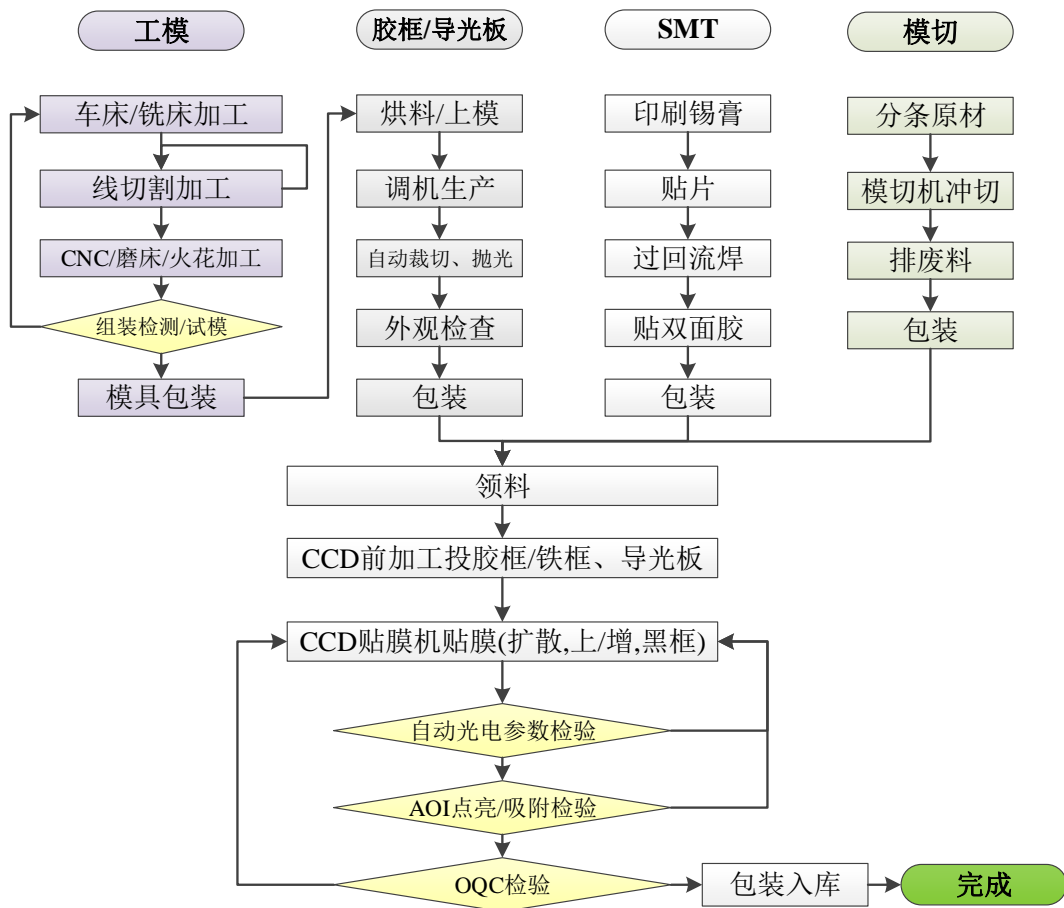 工模
胶框/导光板
SMT
模切
车床/铣床加工
线切割加工
CNC/磨床/火花加工
组装检测/试模
模具包装
烘料/上模
调机生产
自动裁切、抛光
外观检查
包装
印刷锡膏
贴片
过回流焊
贴双面胶
包装
分条原材
模切机冲切
排废料
包装
领料
CCD前加工投胶框/铁框、导光板
CCD贴膜机贴膜(扩散,上/增,黑框)
自动光电参数检验
AOI点亮/吸附检验
OQC检验
包装入库
完成